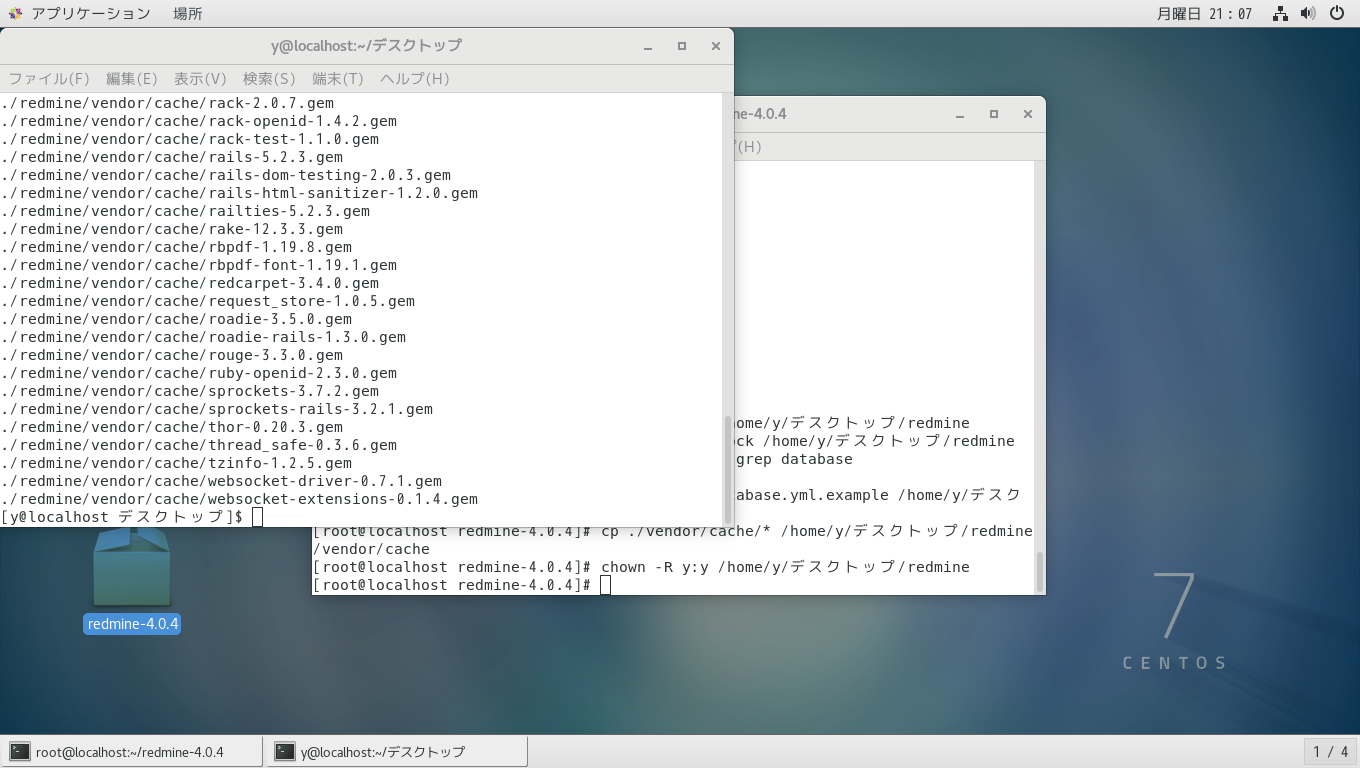 アプリケーション 場所 月曜日 21:07
y@localhost:~/デスクトップ
ファイル(F) 編集(E) 表示(V) 検索(S) 端末(T) ヘルプ(H)
./redmine/vendor/cache/rack-2.0.7.gem
./redmine/vendor/cache/rack-openid-1.4.2.gem
./redmine/vendor/cache/rack-test-1.1.0.gem
./redmine/vendor/cache/rails-5.2.3.gem
./redmine/vendor/cache/rails-dom-testing-2.0.3.gem
./redmine/vendor/cache/rails-html-sanitizer-1.2.0.gem
./redmine/vendor/cache/railties-5.2.3.gem
./redmine/vendor/cache/rake-12.3.3.gem
./redmine/vendor/cache/rbpdf-1.19.8.gem
./redmine/vendor/cache/rbpdf-font-1.19.1.gem
./redmine/vendor/cache/redcarpet-3.4.0.gem
./redmine/vendor/cache/request_store-1.0.5.gem
./redmine/vendor/cache/roadie-3.5.0.gem
./redmine/vendor/cache/roadie-rails-1.3.0.gem
./redmine/vendor/cache/rouge-3.3.0.gem
./redmine/vendor/cache/ruby-openid-2.3.0.gem
./redmine/vendor/cache/sprockets-3.7.2.gem
./redmine/vendor/cache/sprockets-rails-3.2.1.gem
./redmine/vendor/cache/thor-0.20.3.gem
./redmine/vendor/cache/thread_safe-0.3.6.gem
./redmine/vendor/cache/tzinfo-1.2.5.gem
./redmine/vendor/cache/websocket-driver-0.7.1.gem
./redmine/vendor/cache/websocket-extensions-0.1.4.gem
[y@localhost デスクトップ]$
ne-4.0.4
(H)
home/y/デスクトップ/redmine
ock /home/y/デスクトップ/redmine
grep database
abase.yml.example /home/y/デスク
[root@localhost redmine-4.0.4]# cp ./vendor/cache/* /home/y/デスクトップ/redmine
/vendor/cache
[root@localhost redmine-4.0.4]# chown -R y:y /home/y/デスクトップ/redmine
[root@localhost redmine-4.0.4]#
redmine-4.0.4
7
CENTOS
root@localhost:~/redmine-4.0.4 y@localhost:~/デスクトップ 1 / 4